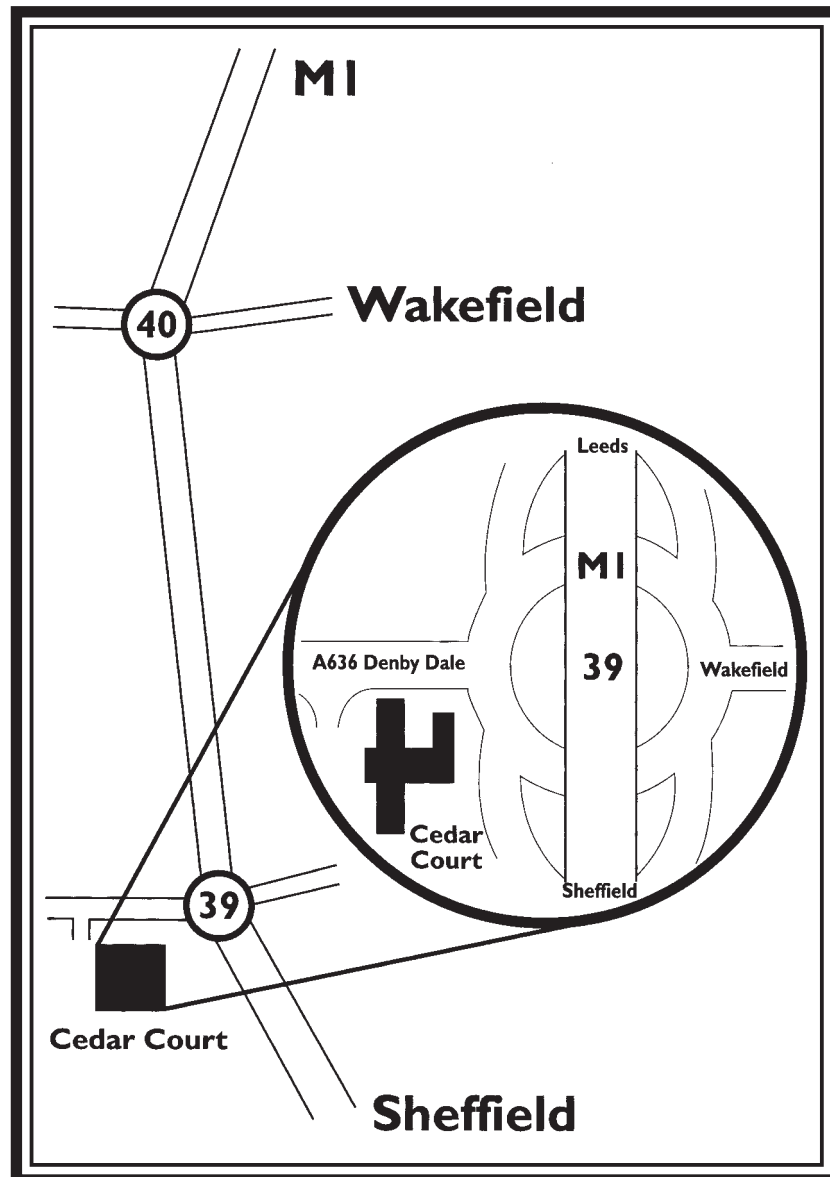 M1
Wakefield
40
Leeds
M1
A636 Denby Dale
39
Wakefield
Cedar
Court
Sheffield
39
Cedar Court
Sheffield